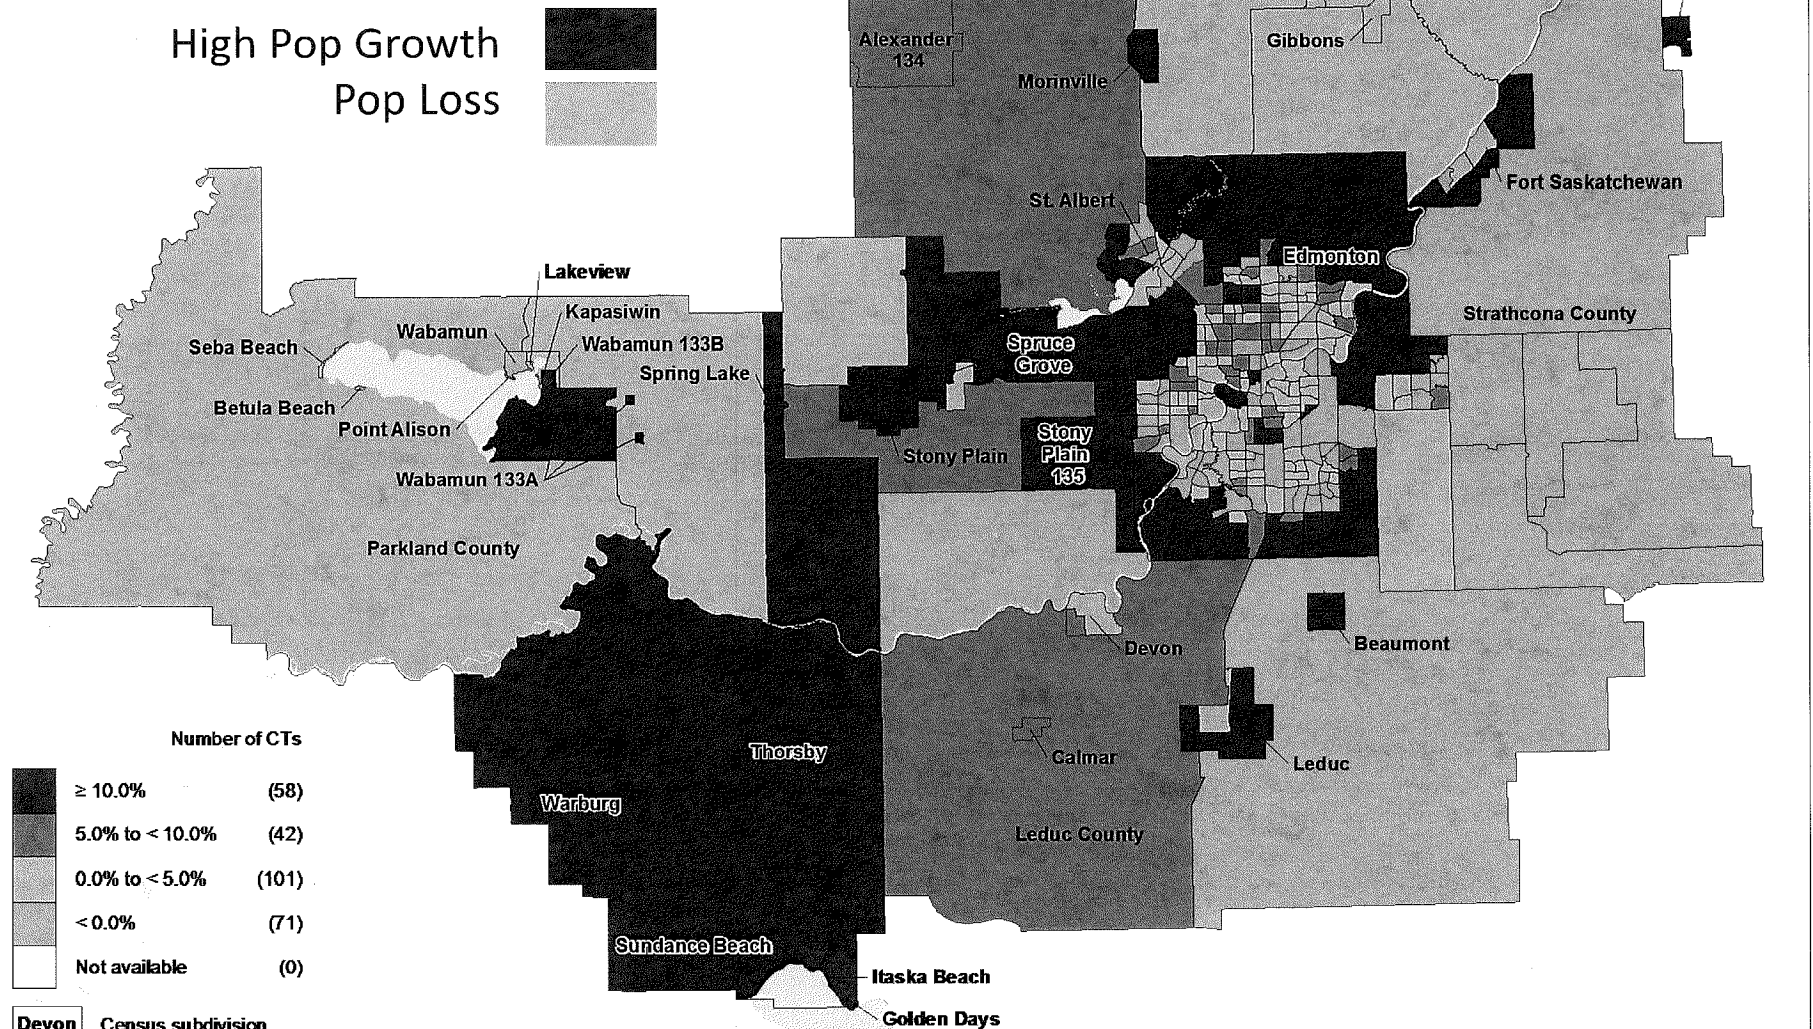 High Pop Growth
Pop Loss
Alexander
134
Gibbons
Morinville
Fort Saskatchewan
St. Albert
Edmonton
Lakeview
Kapasiwin
Wabamun
Wabamun 133B
Seba Beach
Spring Lake
Spruce
Grove
Strathcona County
Betula Beach
Point Alison
Stony
Plain
135
Stony Plain
Wabamun 133A
Parkland County
Devon
Beaumont
Thorsby
Calmar
Leduc
Warburg
Leduc County
Sundance Beach
Itaska Beach
Golden Days
Number of CTs
≥ 10.0% (58)
5.0% to < 10.0% (42)
0.0% to < 5.0% (101)
< 0.0% (71)
Not available (0)
Devon Census subdivision